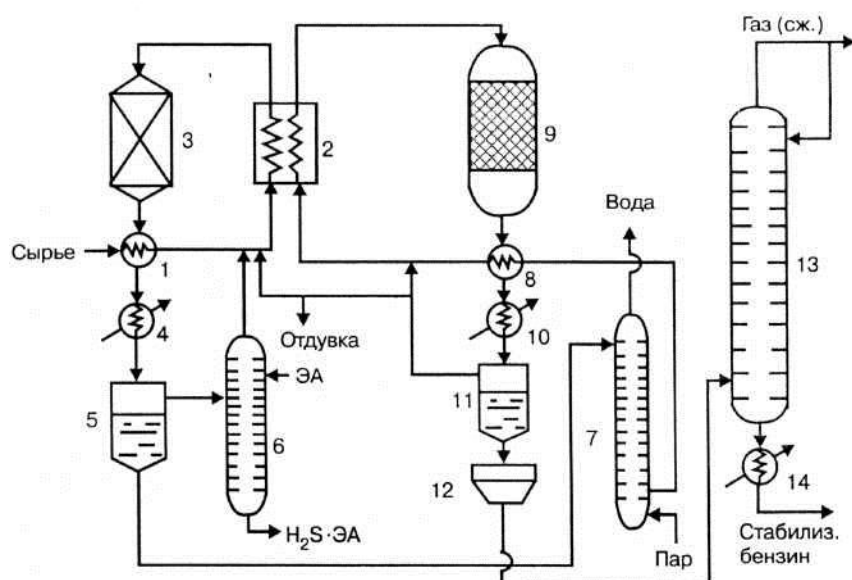 Газ (сж.)
3
2
9
Вода
Сырье
1
8
13
4
Отдувка
10
ЭА
5
11
6
7
12
14
H₂S·ЭА
Пар
Стабилиз.
бензин